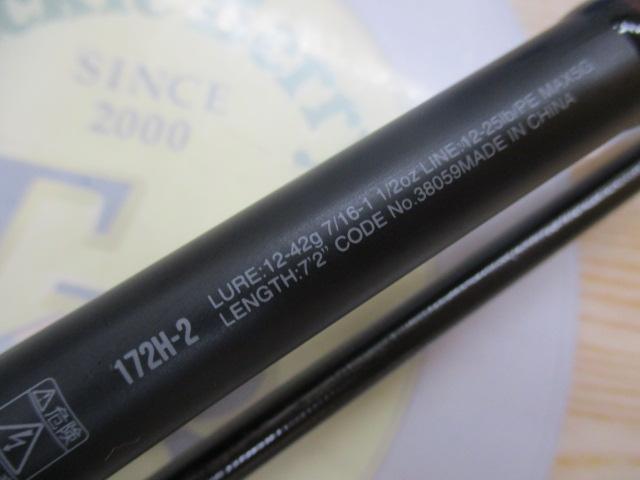 SINCE
2000
172H-2
LURE:12-42g 7/16-1 1/2oz LINE:12-25lb/PE MAX5G
LENGTH:7'2" CODE No.38059MADE IN CHINA
危険